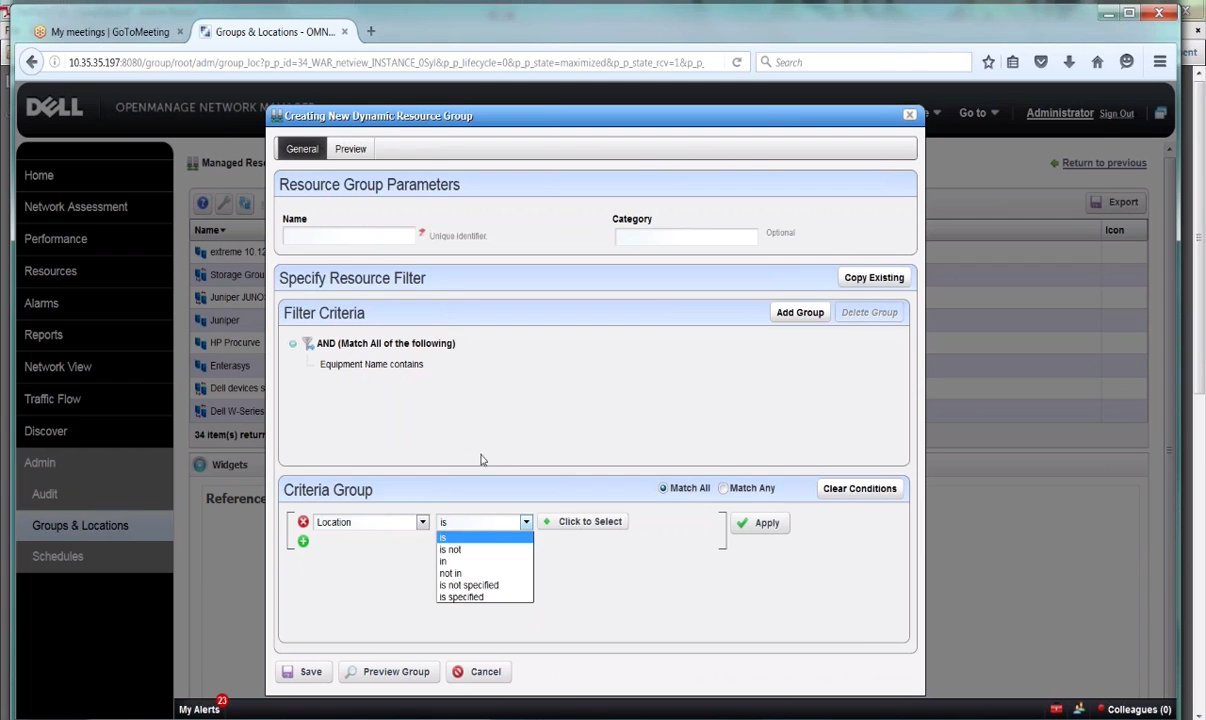 My meetings | GoToMeeting
Groups & Locations - OMN...
10.35.35.197:8080/group/root/adm/group_loc?p_p_id=34_WAR_netview_INSTANCE_0Syl&p_p_lifecycle=0&p_p_state=maximized&p_p_state_rcv=1&p_p_
Search
DELL
OPENMANAGE NETWORK
Go to
Administrator
Sign Out
Creating New Dynamic Resource Group
General
Preview
Home
Network Assessment
Performance
Resources
Alarms
Reports
Network View
Traffic Flow
Discover
Admin
Audit
Groups & Locations
Schedules
Managed Res
Return to previous
Export
Name
Icon
extreme 10.12
Storage Grou
Juniper JUNO
Juniper
HP Procurve
Enterasys
Dell devices s
Dell W-Series
34 item(s) return
Widgets
Reference
Resource Group Parameters
Name
Unique identifier.
Category
Optional
Specify Resource Filter
Copy Existing
Filter Criteria
Add Group
Delete Group
AND (Match All of the following)
Equipment Name contains
Criteria Group
Match All
Match Any
Clear Conditions
Location
is
Click to Select
Apply
is
is not
in
not in
is not specified
is specified
Save
Preview Group
Cancel
My Alerts
23
Colleagues (0)